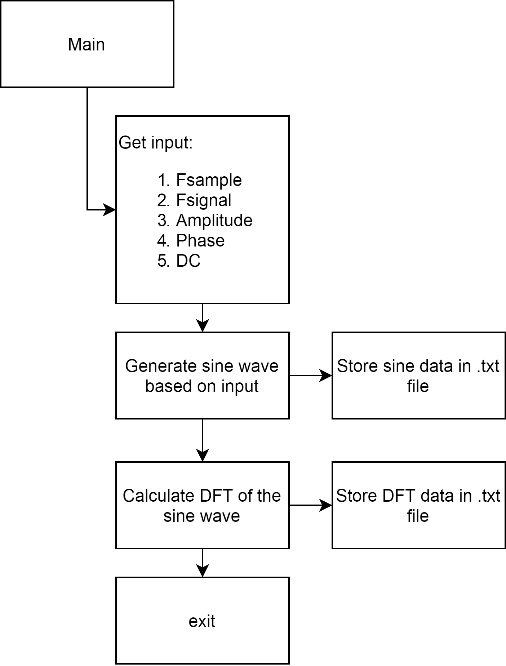 Main
Get input:
1. Fsample
2. Fsignal
3. Amplitude
4. Phase
5. DC
Generate sine wave
based on input
Store sine data in .txt
file
Calculate DFT of the
sine wave
Store DFT data in .txt
file
exit